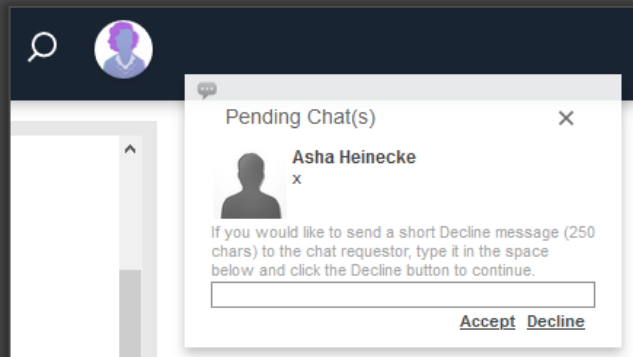 Pending Chat(s)
Asha Heinecke
x
If you would like to send a short Decline message (250
chars) to the chat requestor, type it in the space
below and click the Decline button to continue.
Accept Decline